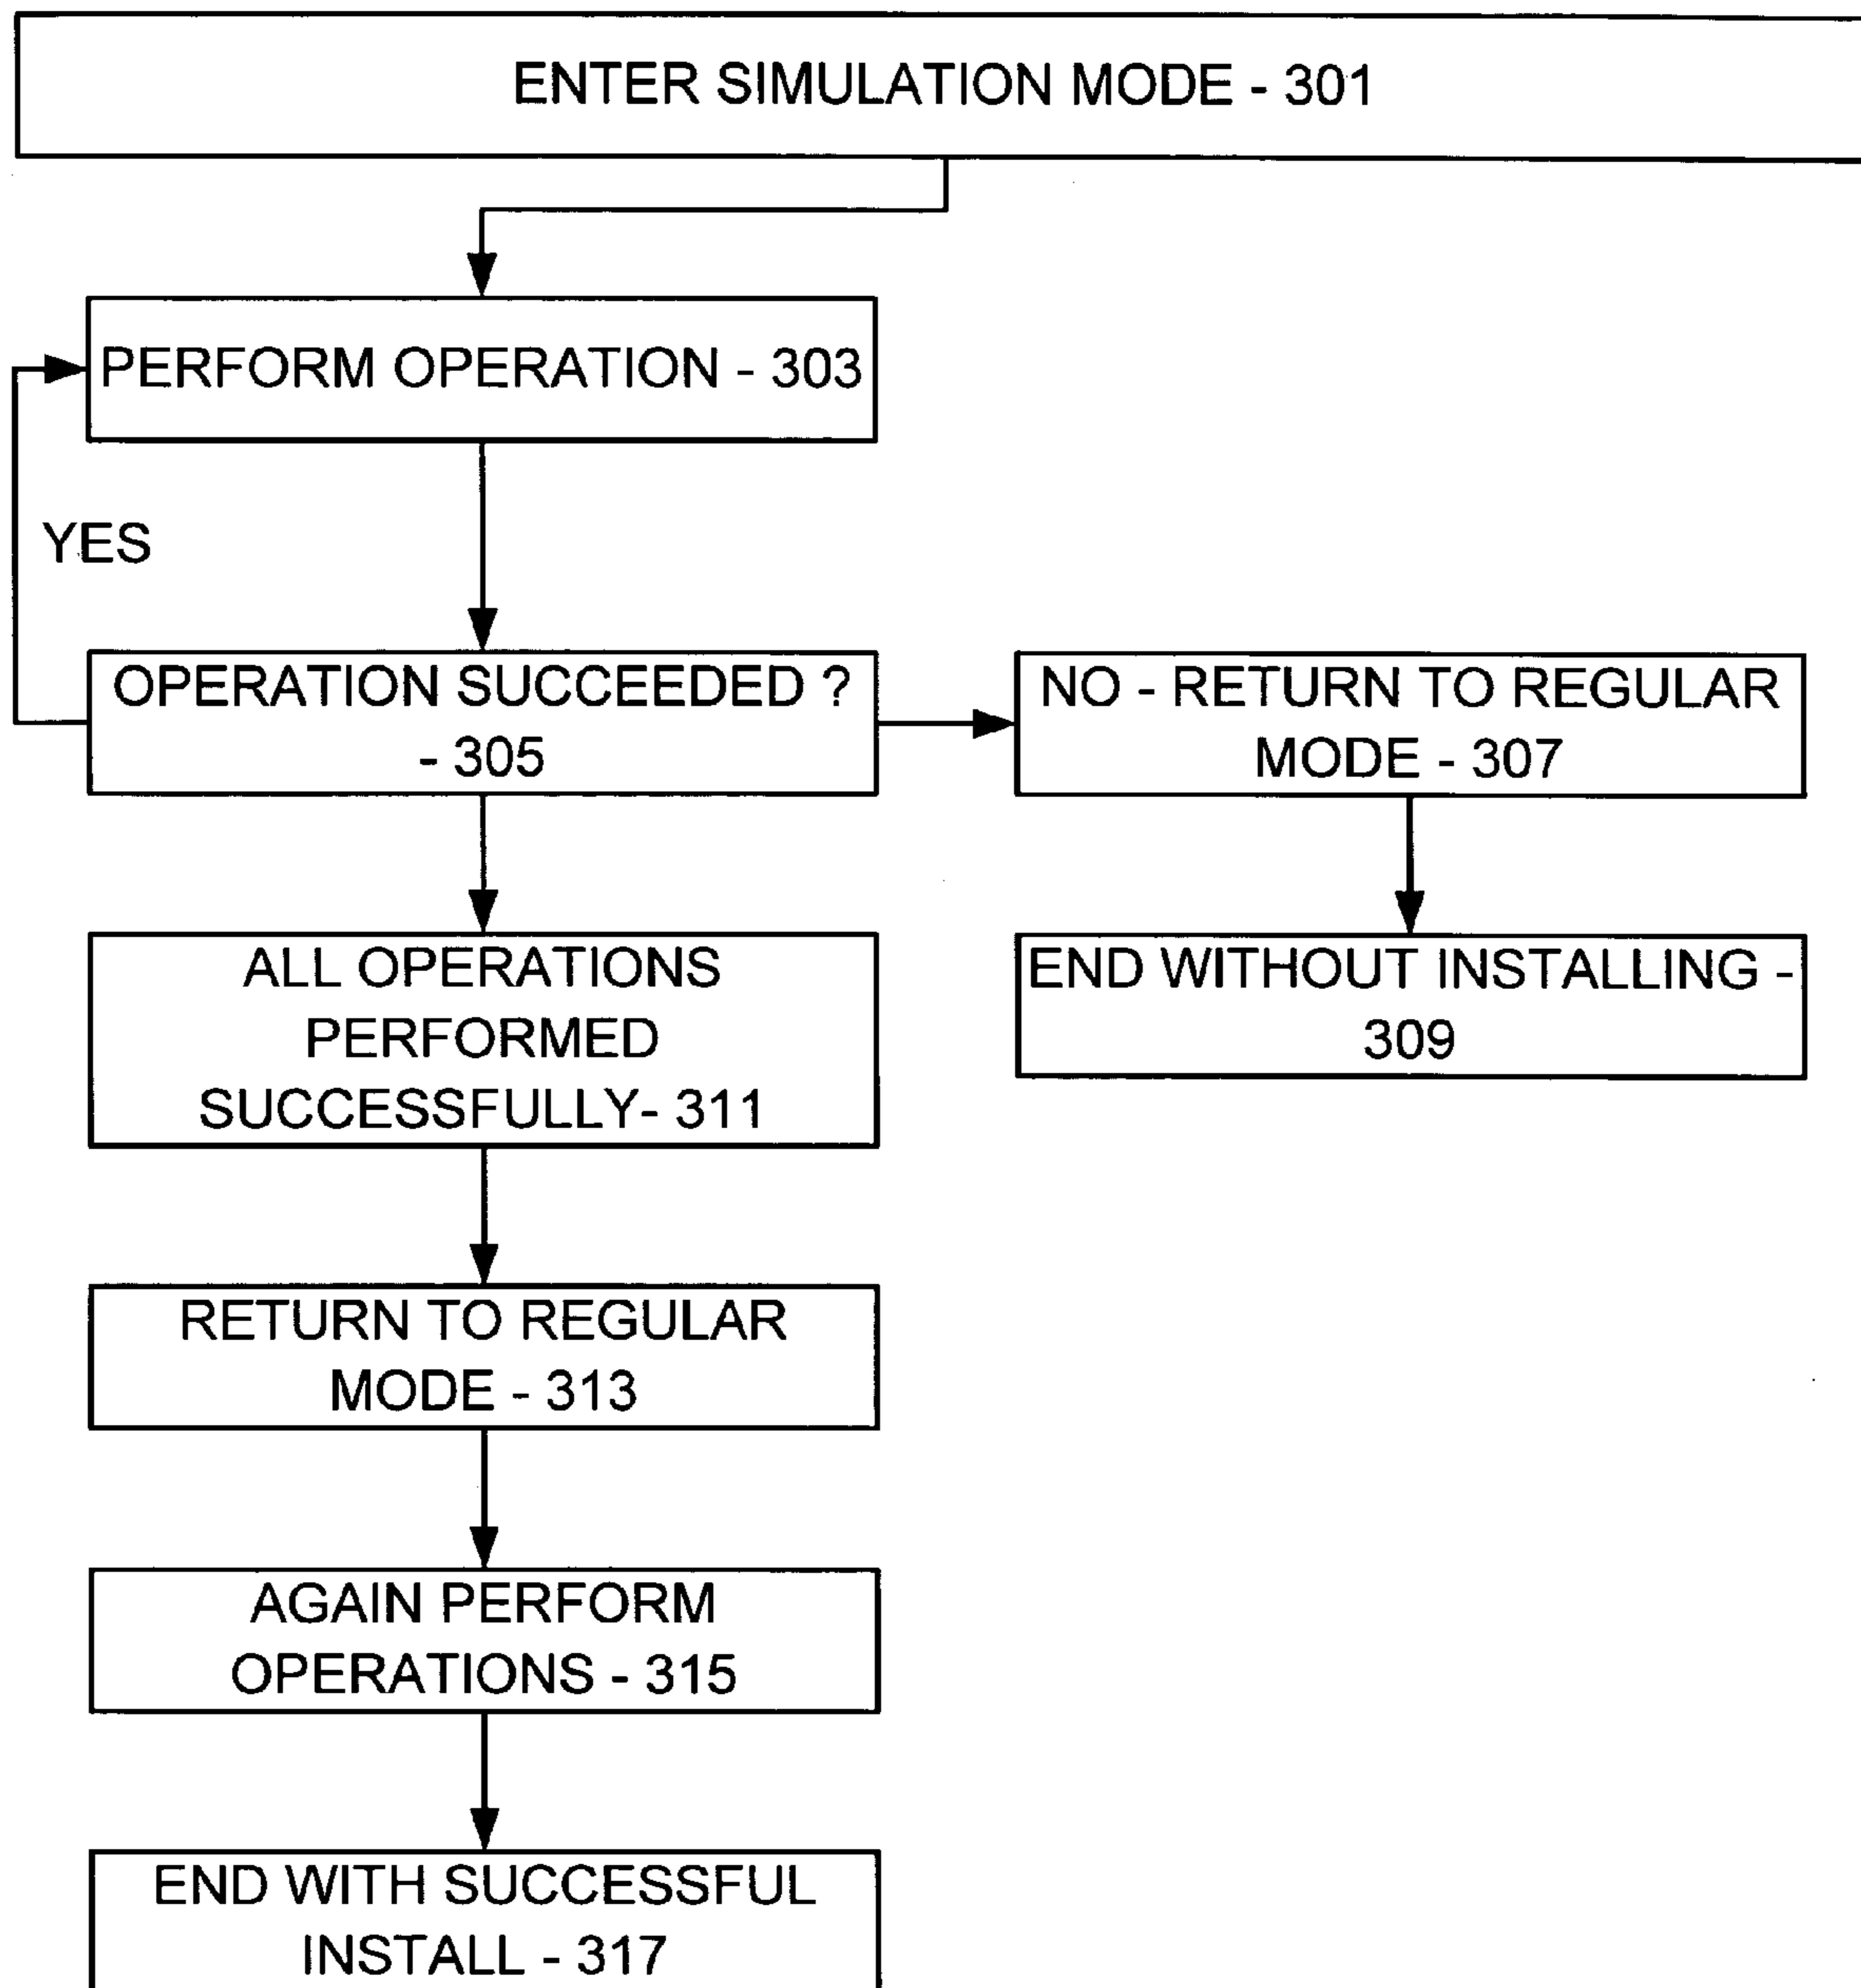 ENTER SIMULATION MODE - 301
PERFORM OPERATION - 303
YES
OPERATION SUCCEEDED ?
- 305
NO - RETURN TO REGULAR
MODE - 307
ALL OPERATIONS
PERFORMED
SUCCESSFULLY- 311
END WITHOUT INSTALLING -
309
RETURN TO REGULAR
MODE - 313
AGAIN PERFORM
OPERATIONS - 315
END WITH SUCCESSFUL
INSTALL - 317